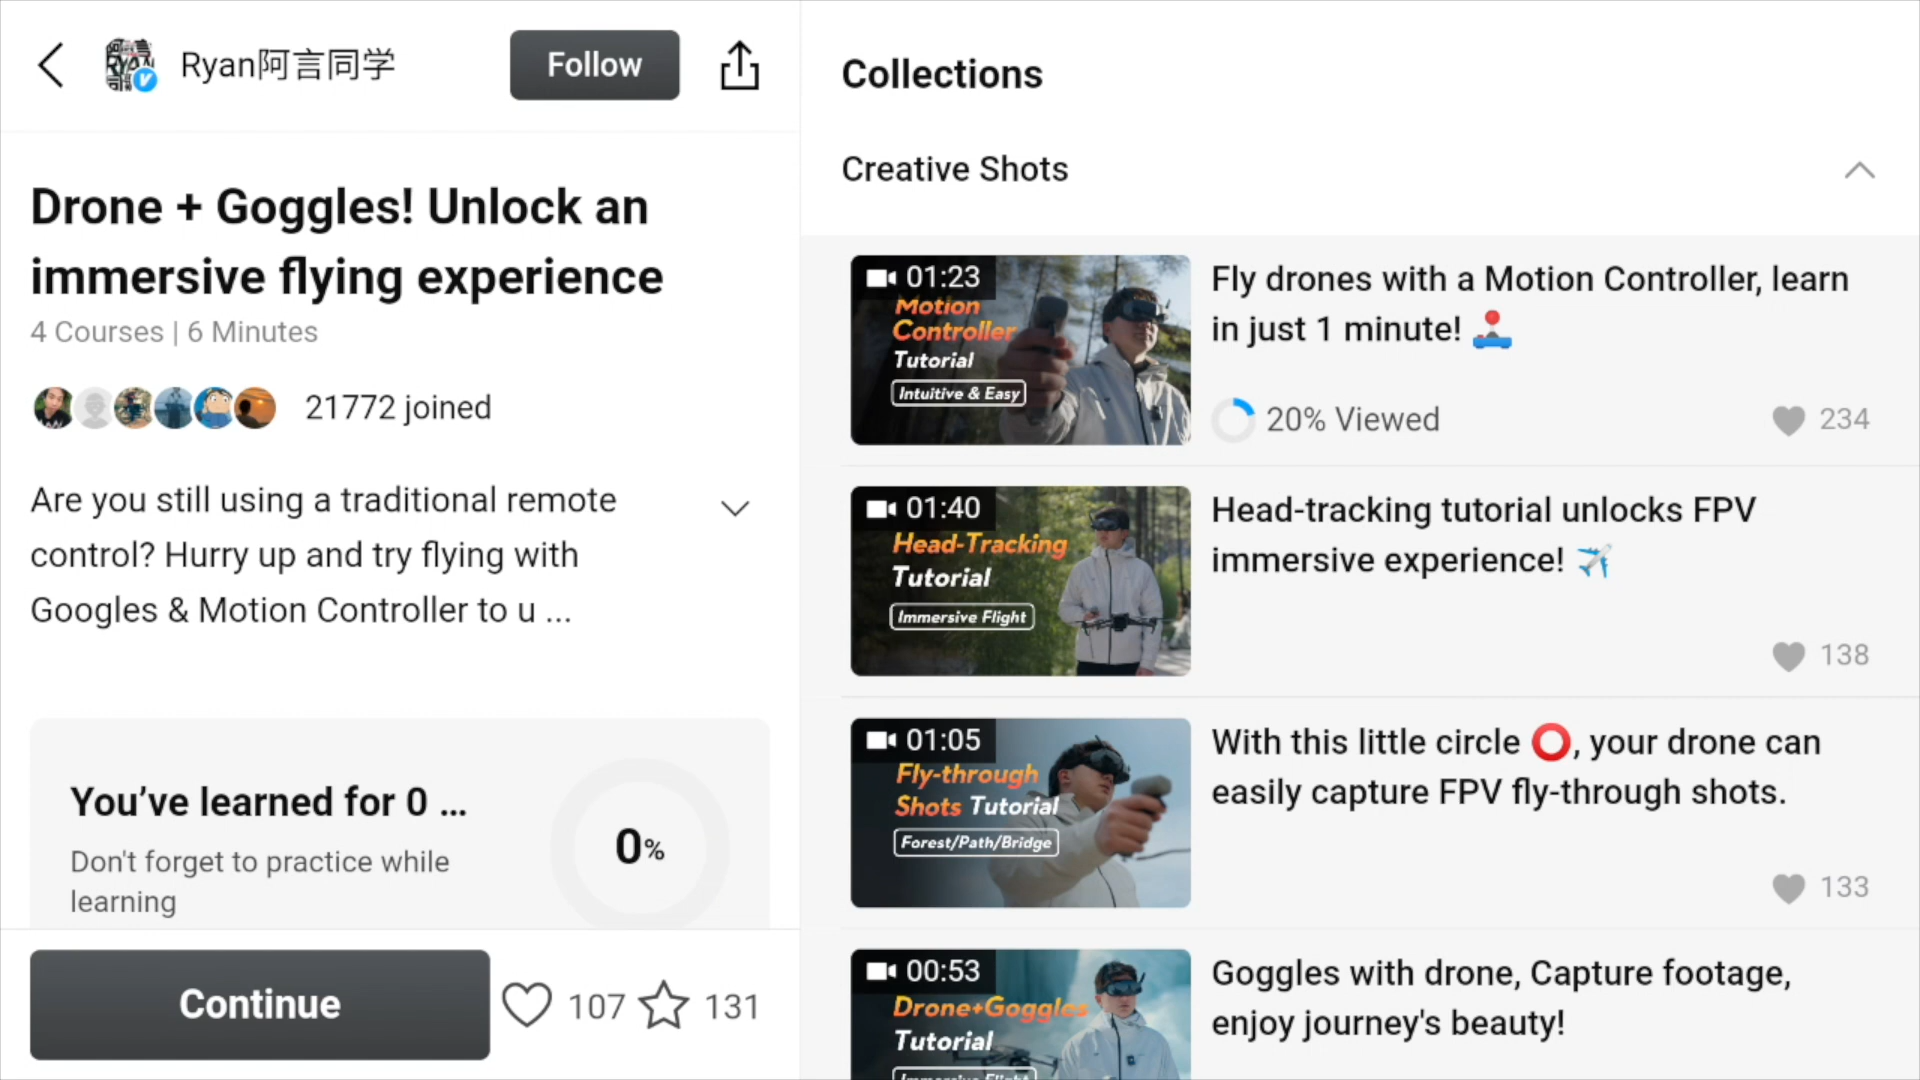 Ryan阿言同学
Follow
Drone + Goggles! Unlock an
immersive flying experience
4 Courses | 6 Minutes
21772 joined
Are you still using a traditional remote
control? Hurry up and try flying with
Googles & Motion Controller to u ...
You’ve learned for 0 ...
Don't forget to practice while
learning
0%
Continue
107
131
Collections
Creative Shots
01:23
Motion
Controller
Tutorial
Intuitive & Easy
Fly drones with a Motion Controller, learn
in just 1 minute! 🕹️
20% Viewed
234
01:40
Head-Tracking
Tutorial
Immersive Flight
Head-tracking tutorial unlocks FPV
immersive experience! ✈️
138
01:05
Fly-through
Shots Tutorial
Forest/Path/Bridge
With this little circle ⭕, your drone can
easily capture FPV fly-through shots.
133
00:53
Drone+Goggles
Tutorial
Immersive Flight
Goggles with drone, Capture footage,
enjoy journey's beauty!